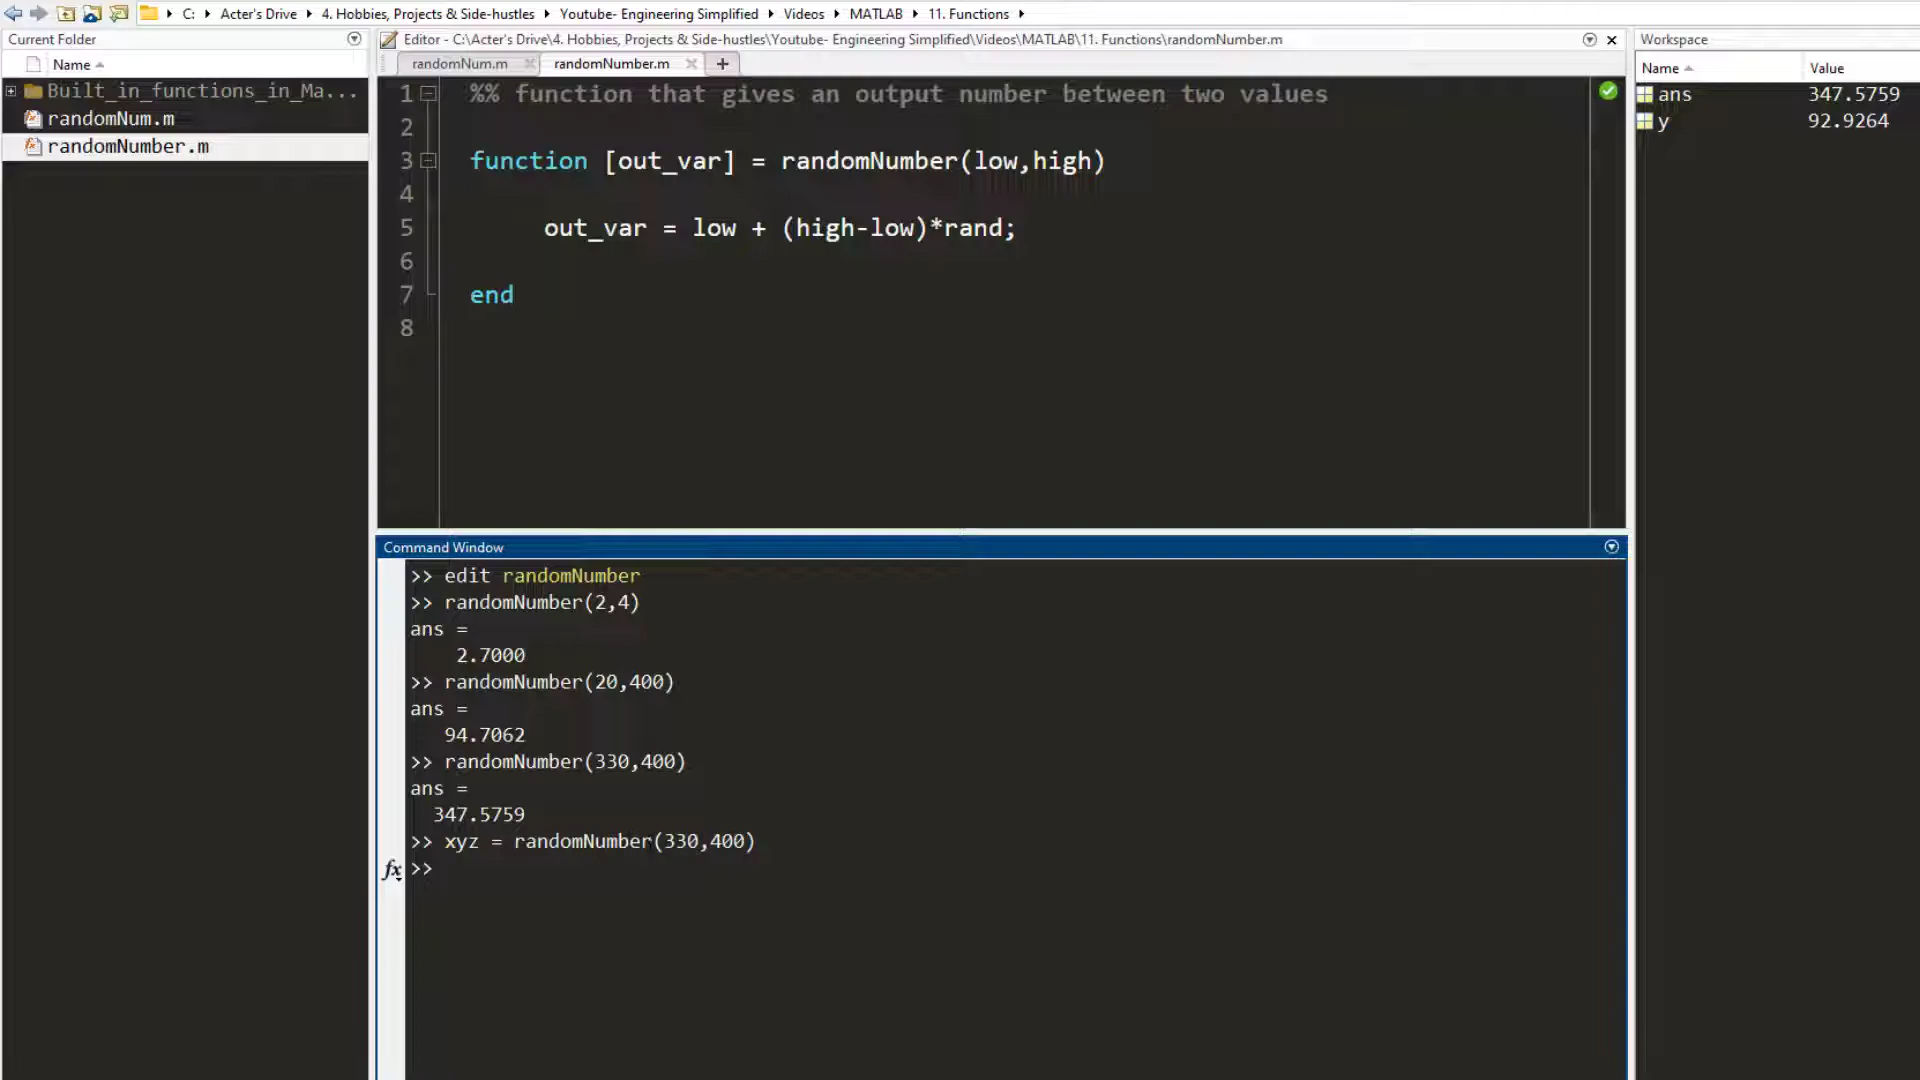 C: Acter's Drive 4. Hobbies, Projects & Side-hustles Youtube- Engineering Simplified Videos MATLAB 11. Functions
Current Folder
Name
Built_in_functions_in_Ma...
randomNum.m
randomNumber.m
Editor - C:\Acter's Drive\4. Hobbies, Projects & Side-hustles\Youtube- Engineering Simplified\Videos\MATLAB\11. Functions\randomNumber.m
randomNum.m randomNumber.m
1 %% function that gives an output number between two values
2
3 function [out_var] = randomNumber(low,high)
4
5 out_var = low + (high-low)*rand;
6
7 end
8
Command Window
>> edit randomNumber
>> randomNumber(2,4)
ans =
2.7000
>> randomNumber(20,400)
ans =
94.7062
>> randomNumber(330,400)
ans =
347.5759
>> xyz = randomNumber(330,400)
fx >>
Workspace
Name Value
ans 347.5759
y 92.9264